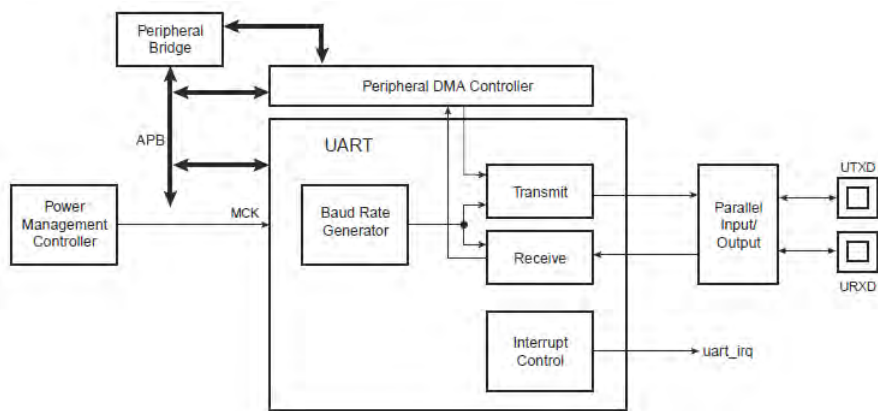 Peripheral
Bridge
Peripheral DMA Controller
APB
UART
Power
Management
Controller
MCK
Baud Rate
Generator
Transmit
Receive
Parallel
Input/
Output
UTXD
URXD
Interrupt
Control
uart_irq